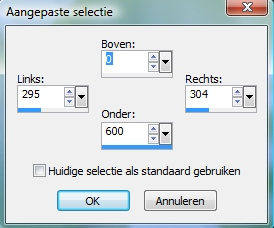 Aangepaste selectie
Boven:
0
Links:
295
Rechts:
304
Onder:
600
Huidige selectie als standaard gebruiken
OK
Annuleren